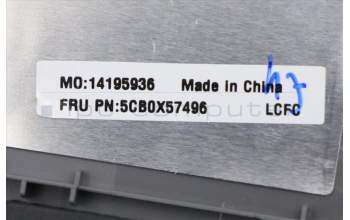 MO:14195936 Made in China
FRU PN:5CB0X57496 LCFC